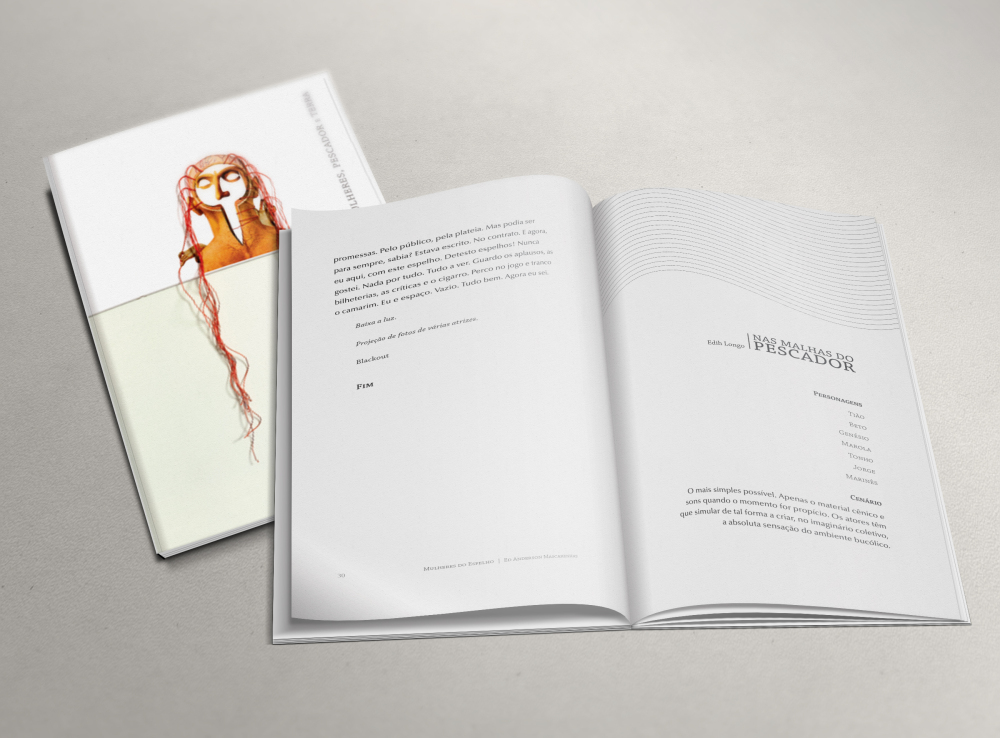 MULHERES, PESCADOR E TERRA
promessas. Pelo público, pela plateia. Mas podia ser
para sempre, sabia? Estava escrito. No contrato. E agora,
eu aqui, com este espelho. Detesto espelhos! Nunca
gostei. Nada por tudo. Tudo a ver. Guardo os aplausos, as
bilheterias, as críticas e o cigarro. Perco no jogo e tranco
o camarim. Eu e espaço. Vazio. Tudo bem. Agora eu sei.
Baixa a luz.
Projeção de fotos de várias atrizes.
Blackout
FIM
30
MULHERES DO ESPELHO |
Edih Longo | NAS MALHAS DO
PESCADOR
PERSONAGENS
TIÃO
BETO
GENÉSIO
MAROLA
TONHO
JORGE
MARINÊS
CENÁRIO
O mais simples possível. Apenas o material cênico e
sons quando o momento for propício. Os atores têm
que simular de tal forma a criar, no imaginário coletivo,
a absoluta sensação do ambiente bucólico.